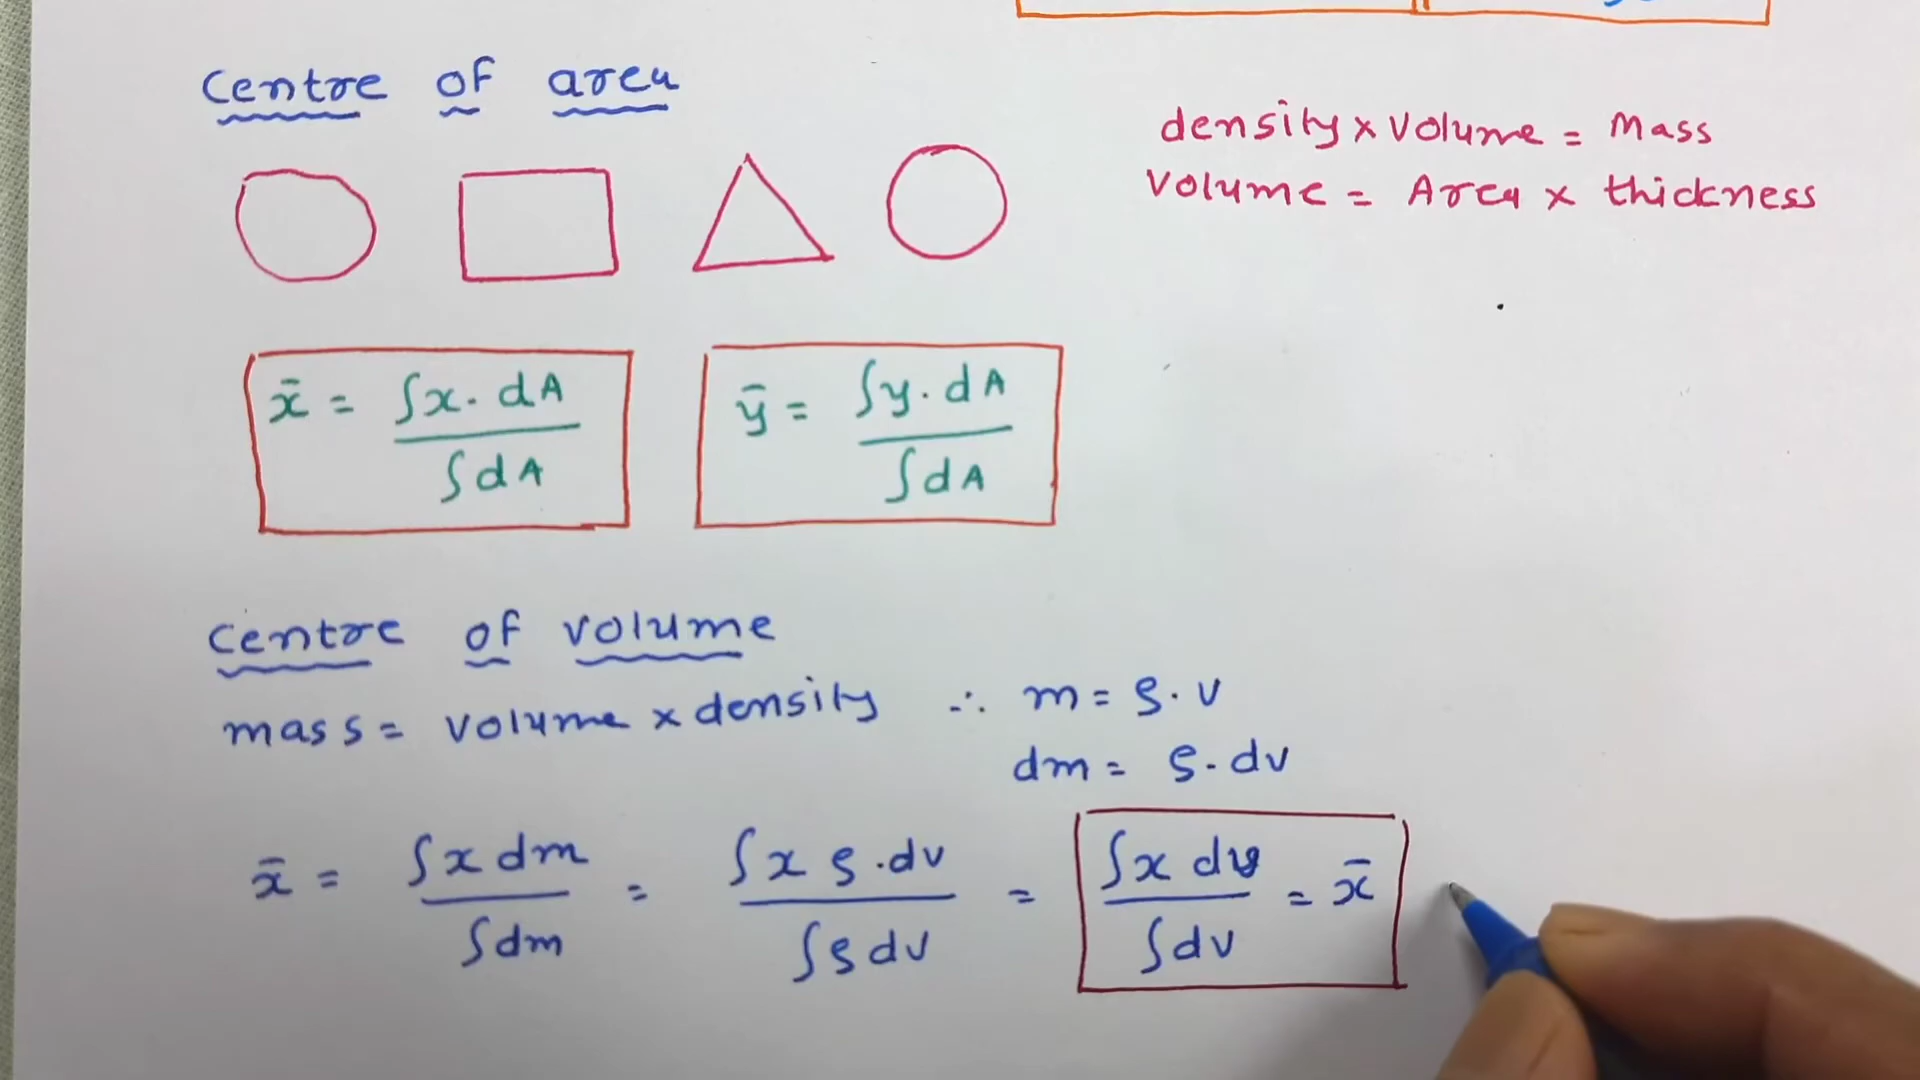 Centre of area
density x volume = Mass
Volume = Area x thickness
x̄ = ∫x. dA / ∫dA
ȳ = ∫y. dA / ∫dA
Centre of volume
mass = volume x density ∴ m = ρ. v
dm = ρ. dv
x̄ = ∫x dm / ∫dm = ∫x ρ .dv / ∫ρ dv = ∫x dv / ∫dv = x̄